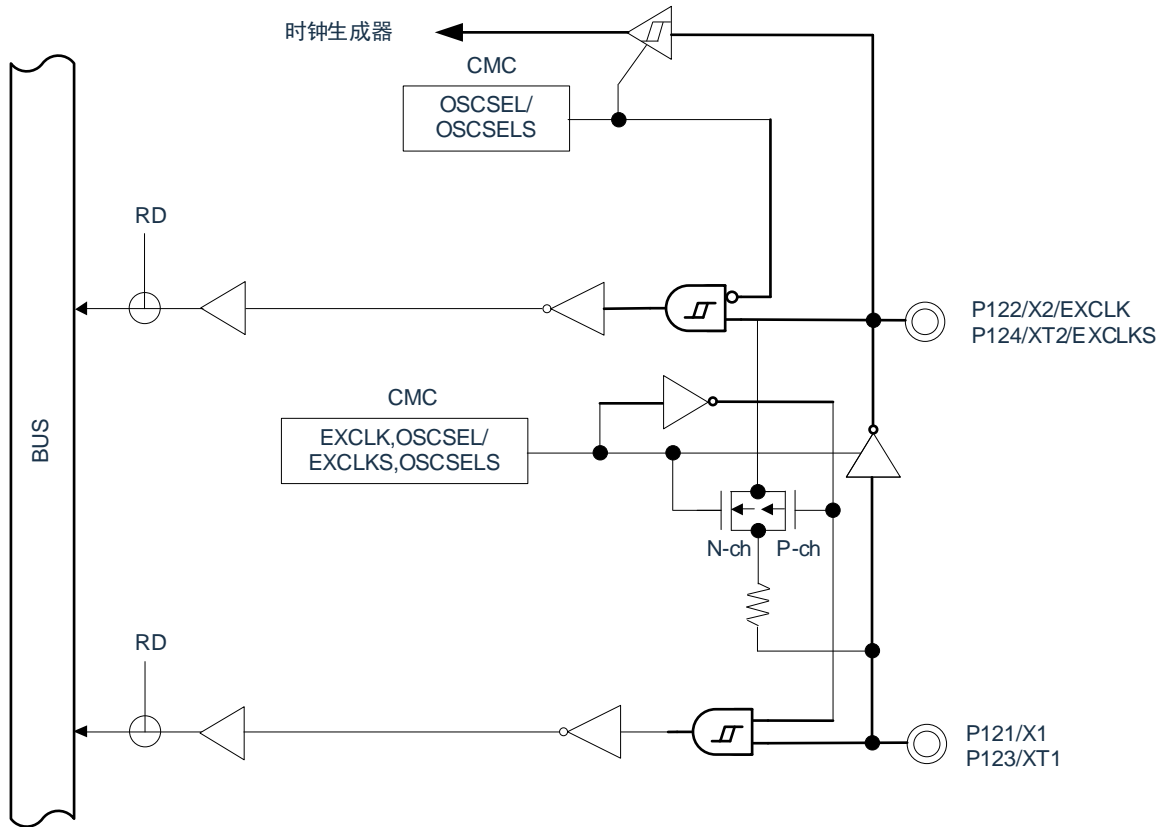 时钟生成器
CMC
OSCSEL/
OSCSELS
RD
P122/X2/EXCLK
P124/XT2/EXCLKS
CMC
EXCLK,OSCSEL/
EXCLKS,OSCSELS
BUS
N-ch
P-ch
RD
P121/X1
P123/XT1